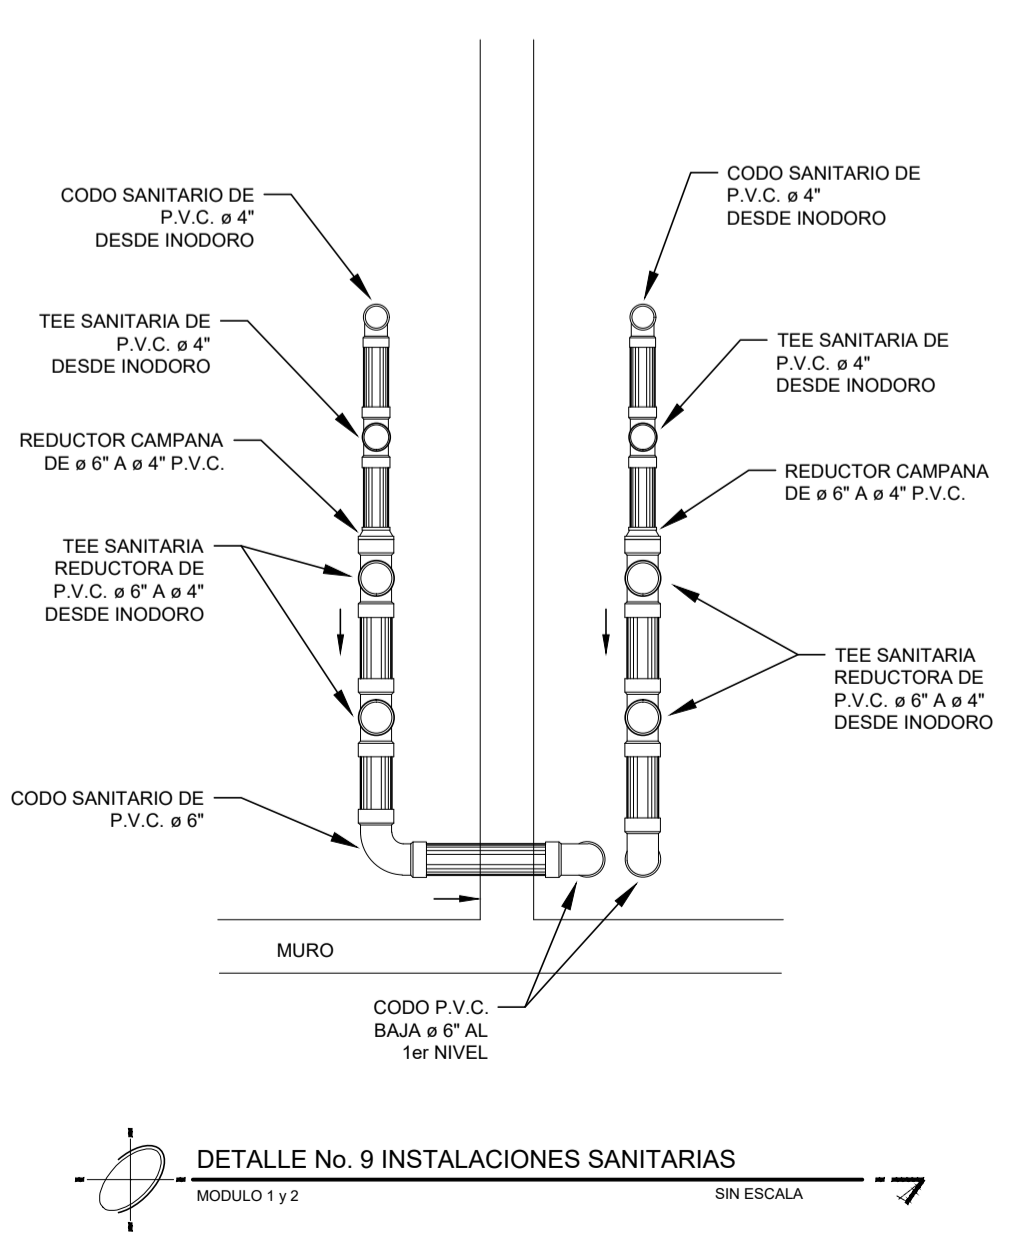 CODO SANITARIO DE
P.V.C. ø 4"
DESDE INODORO
CODO SANITARIO DE
P.V.C. ø 4"
DESDE INODORO
TEE SANITARIA DE
P.V.C. ø 4"
DESDE INODORO
TEE SANITARIA DE
P.V.C. ø 4"
DESDE INODORO
REDUCTOR CAMPANA
DE ø 6" A ø 4" P.V.C.
REDUCTOR CAMPANA
DE ø 6" A ø 4" P.V.C.
TEE SANITARIA
REDUCTORA DE
P.V.C. ø 6" A ø 4"
DESDE INODORO
TEE SANITARIA
REDUCTORA DE
P.V.C. ø 6" A ø 4"
DESDE INODORO
CODO SANITARIO DE
P.V.C. ø 6"
MURO
CODO P.V.C.
BAJA ø 6" AL
1er NIVEL
DETALLE No. 9 INSTALACIONES SANITARIAS
MODULO 1 y 2
SIN ESCALA